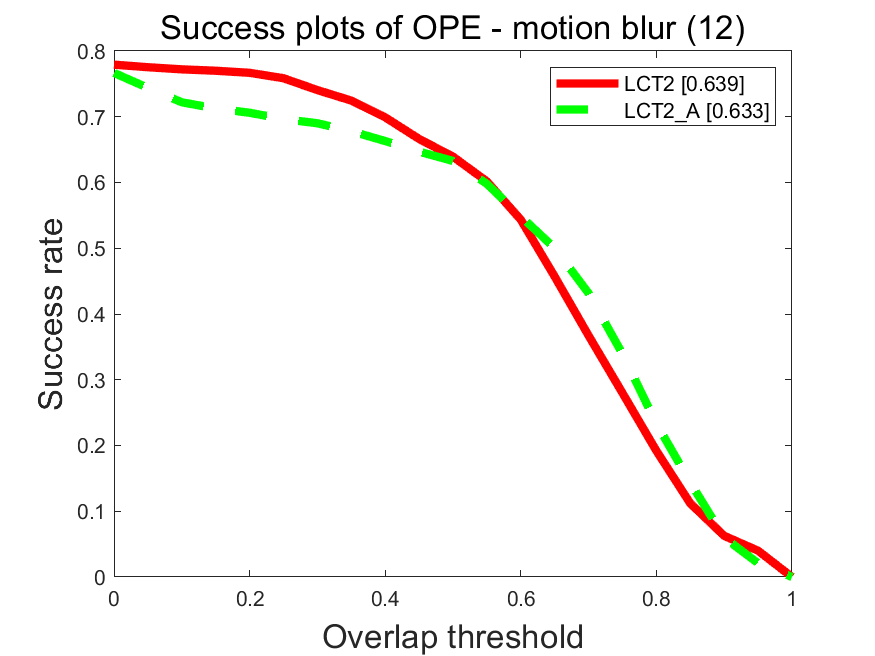 Success plots of OPE - motion blur (12)
LCT2 [0.639]
LCT2_A [0.633]
Success rate
0.8
0.7
0.6
0.5
0.4
0.3
0.2
0.1
0
0 0.2 0.4 0.6 0.8 1
Overlap threshold